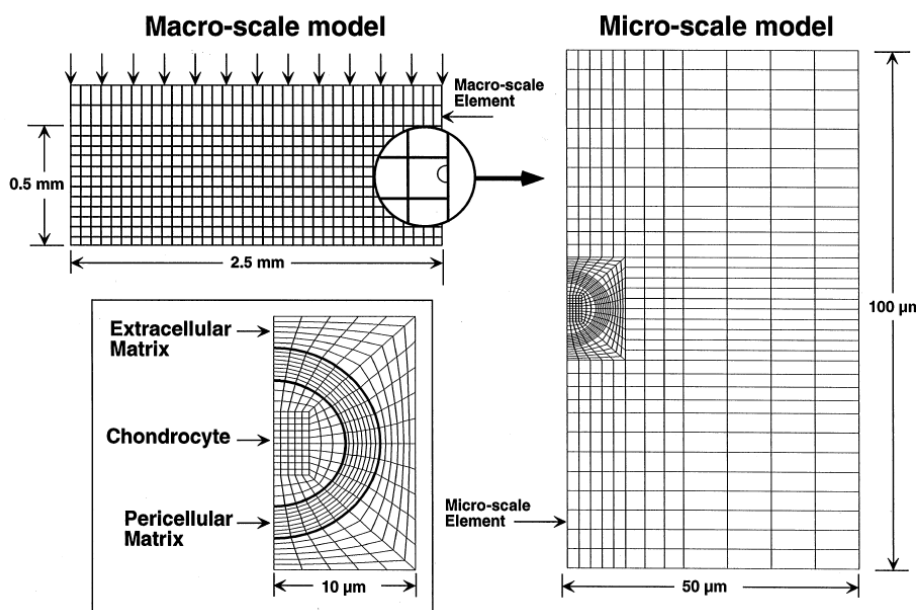 Macro-scale model
Micro-scale model
Macro-scale
Element
0.5 mm
2.5 mm
Extracellular
Matrix
Chondrocyte
Pericellular
Matrix
10 µm
Micro-scale
Element
100 µm
50 µm